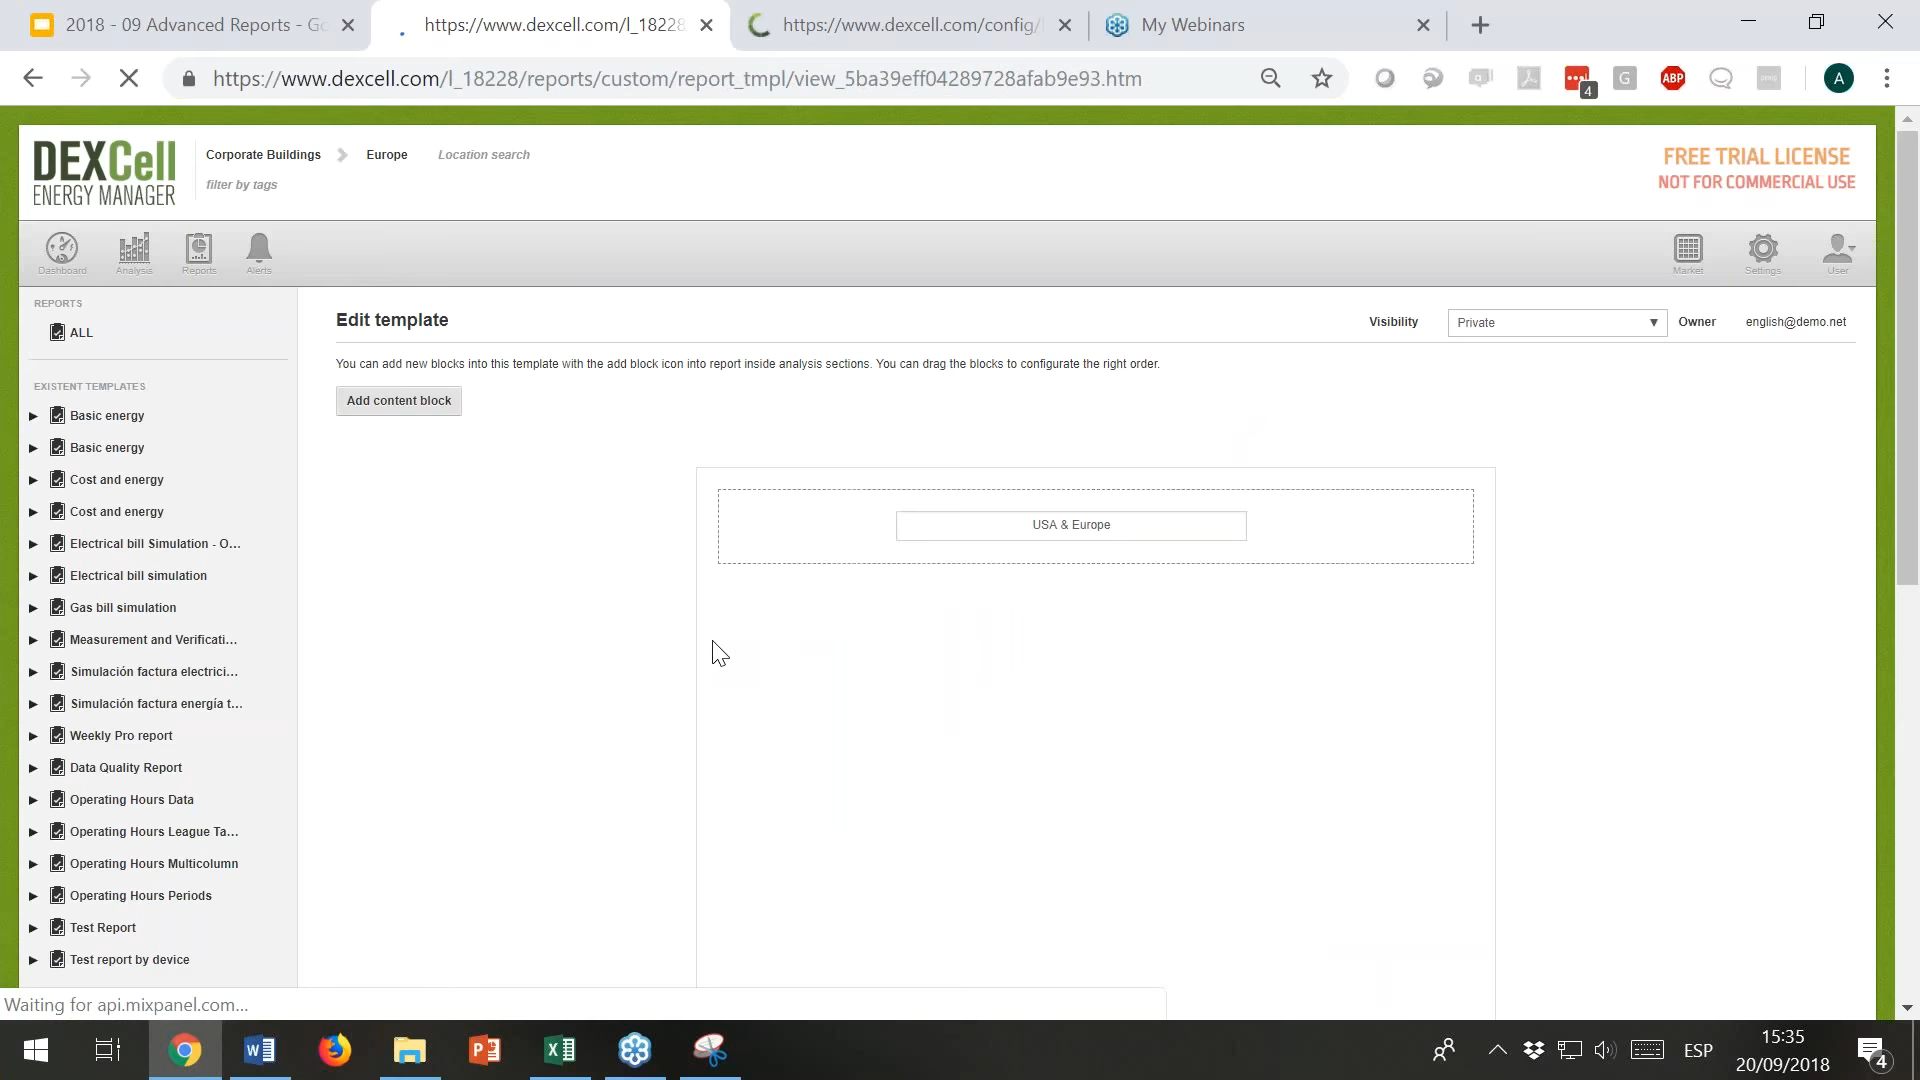 2018 - 09 Advanced Reports - Go
https://www.dexcell.com/l_18228
https://www.dexcell.com/config/
My Webinars
https://www.dexcell.com/l_18228/reports/custom/report_tmpl/view_5ba39eff04289728afab9e93.htm
4
G
ABP
A
DEXCell
ENERGY MANAGER
Corporate Buildings
Europe
Location search
filter by tags
FREE TRIAL LICENSE
NOT FOR COMMERCIAL USE
Dashboard
Analysis
Reports
Alerts
Market
Settings
User
REPORTS
ALL
EXISTENT TEMPLATES
Basic energy
Basic energy
Cost and energy
Cost and energy
Electrical bill Simulation - O...
Electrical bill simulation
Gas bill simulation
Measurement and Verificati...
Simulación factura electrici...
Simulación factura energía t...
Weekly Pro report
Data Quality Report
Operating Hours Data
Operating Hours League Ta...
Operating Hours Multicolumn
Operating Hours Periods
Test Report
Test report by device
Edit template
Visibility
Private
Owner
english@demo.net
You can add new blocks into this template with the add block icon into report inside analysis sections. You can drag the blocks to configurate the right order.
Add content block
USA & Europe
Waiting for api.mixpanel.com...
ESP
15:35
20/09/2018
4